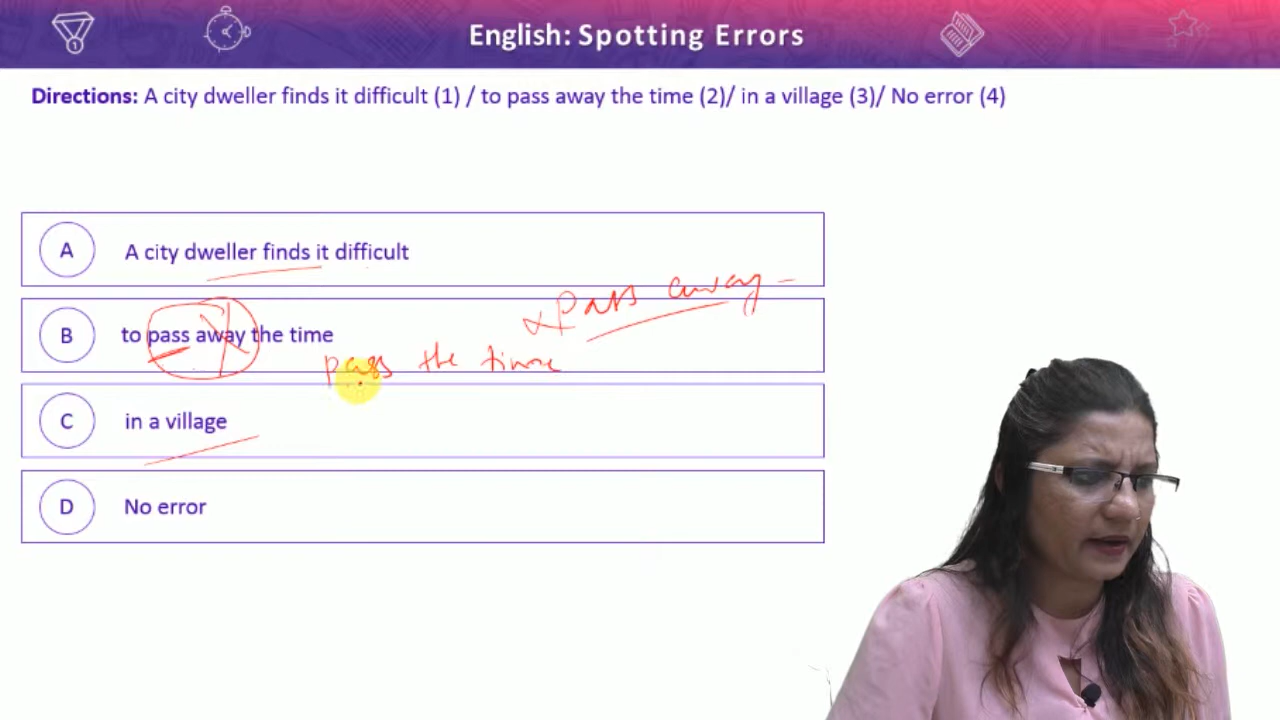 English: Spotting Errors
Directions: A city dweller finds it difficult (1) / to pass away the time (2)/ in a village (3)/ No error (4)
A A city dweller finds it difficult
Pass away
B to pass away the time
pass the time
C in a village
D No error